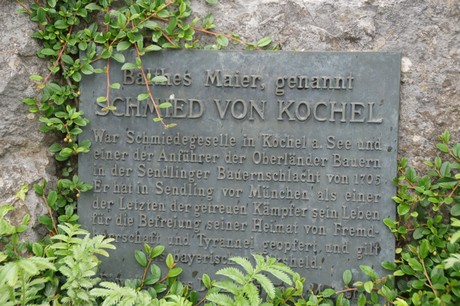 Maier, genannt
SCHMIED VON KOCHEL
War Schmiedegeselle in Kochel a. See und
einer der Anführer der Oberländer Bauern
in der Sendlinger Bauernschlacht von 1705
Er hat in Sendling vor München als einer
der Letzten der getreuen Kämpfer sein Leben
für die Befreiung seiner Heimat von Fremd-
und Tyrannei geopfert und gilt